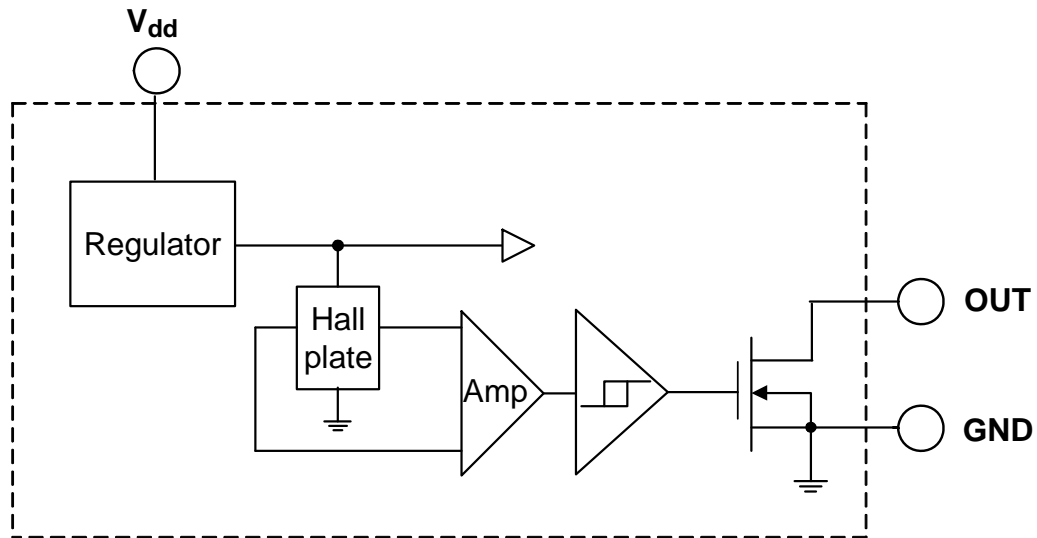 Vdd
Regulator
Hall
plate
Amp
OUT
GND